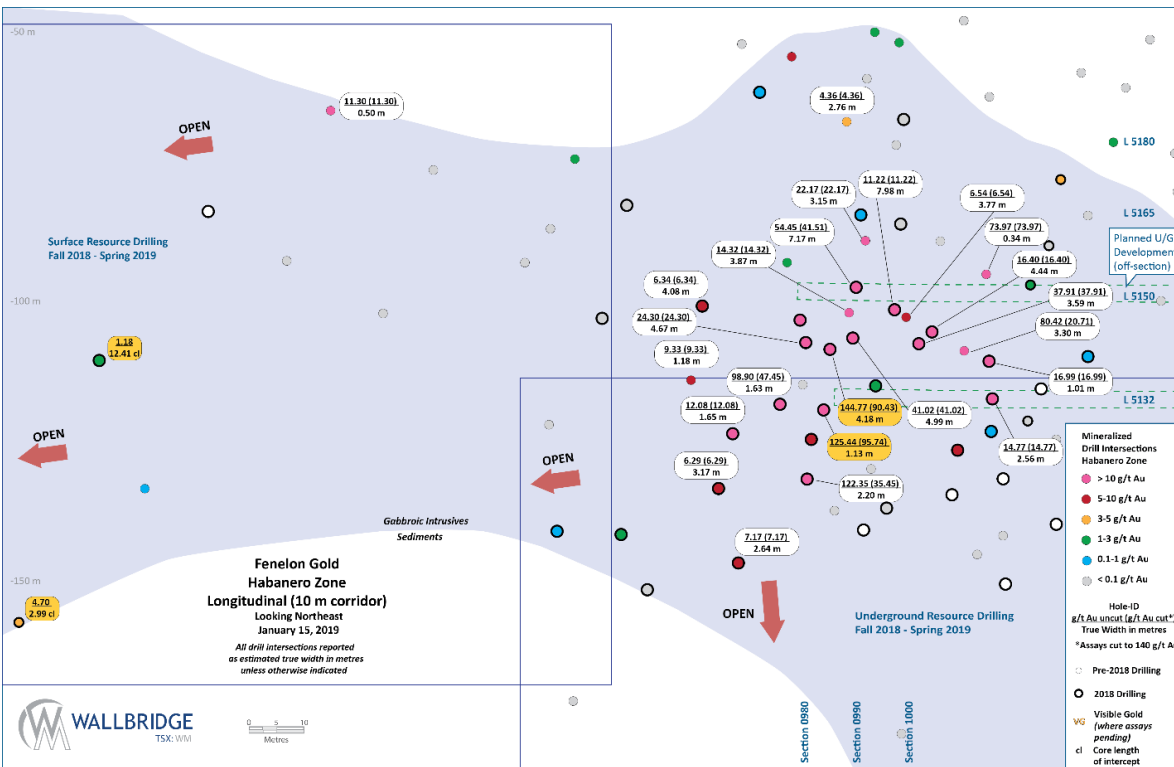 -50 m
11.30 (11.30)
0.50 m
OPEN
4.36 (4.36)
2.76 m
L 5180
11.22 (11.22)
7.98 m
22.17 (22.17)
3.15 m
6.54 (6.54)
3.77 m
L 5165
54.45 (41.51)
7.17 m
73.97 (73.97)
0.34 m
Surface Resource Drilling
Fall 2018 - Spring 2019
14.32 (14.32)
3.87 m
16.40 (16.40)
4.44 m
Planned U/G
Development
(off-section)
6.34 (6.34)
4.08 m
37.91 (37.91)
3.59 m
L 5150
-100 m
24.30 (24.30)
4.67 m
80.42 (20.71)
3.30 m
1.18
12.41 cl
9.33 (9.33)
1.18 m
98.90 (47.45)
1.63 m
16.99 (16.99)
1.01 m
12.08 (12.08)
1.65 m
144.77 (90.43)
4.18 m
41.02 (41.02)
4.99 m
L 5132
125.44 (95.74)
1.13 m
14.77 (14.77)
2.56 m
OPEN
OPEN
6.29 (6.29)
3.17 m
122.35 (35.45)
2.20 m
Gabbroic Intrusives
Sediments
7.17 (7.17)
2.64 m
OPEN
-150 m
4.70
2.99 cl
Fenelon Gold
Habanero Zone
Longitudinal (10 m corridor)
Looking Northeast
January 15, 2019
All drill intersections reported
as estimated true width in metres
unless otherwise indicated
Underground Resource Drilling
Fall 2018 - Spring 2019
WALLBRIDGE
TSX:WM
0 5 10
Metres
Section 0980
Section 0990
Section 1000
Mineralized
Drill Intersections
Habanero Zone
> 10 g/t Au
5-10 g/t Au
3-5 g/t Au
1-3 g/t Au
0.1-1 g/t Au
< 0.1 g/t Au
Hole-ID
g/t Au uncut (g/t Au cut*)
True Width in metres
*Assays cut to 140 g/t A
Pre-2018 Drilling
2018 Drilling
VG
Visible Gold
(where assays
pending)
cl
Core length
of intercept